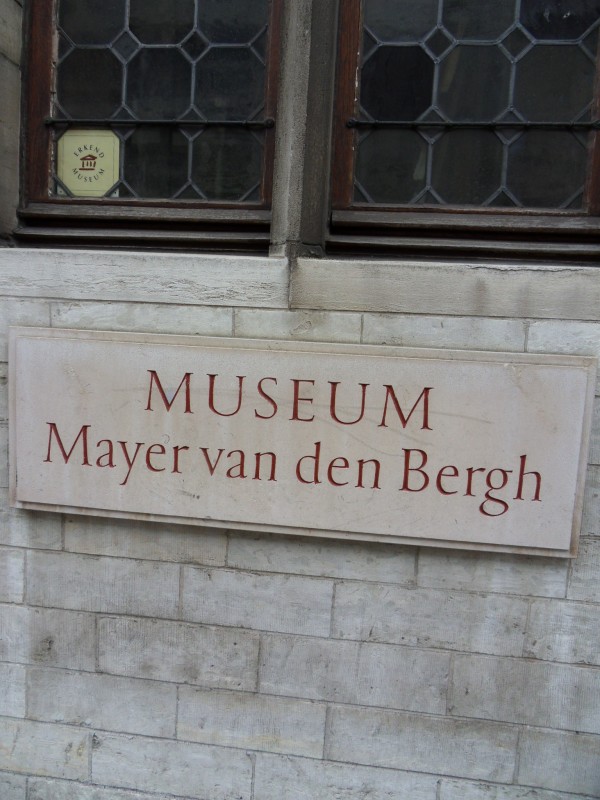 ERKEND
MUSEUM
MUSEUM
Mayer van den Bergh